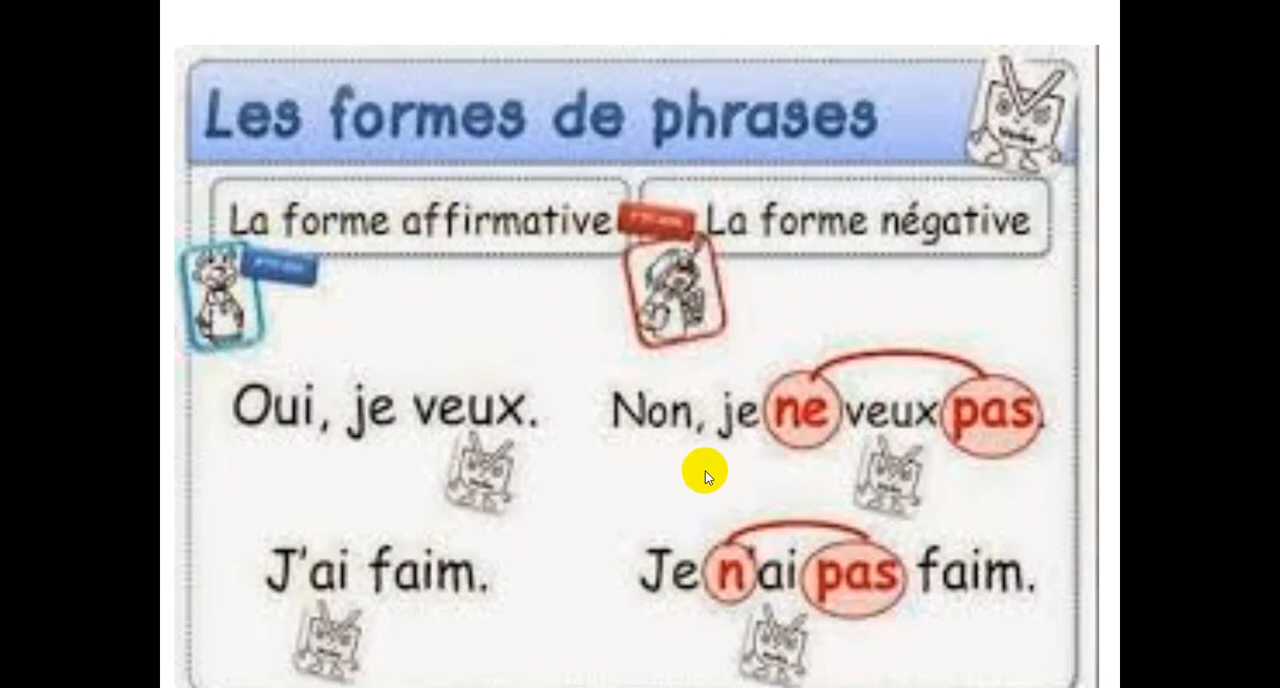 Les formes de phrases
La forme affirmative
La forme négative
Oui, je veux.
Non, je ne veux pas.
J'ai faim.
Je n'ai pas faim.